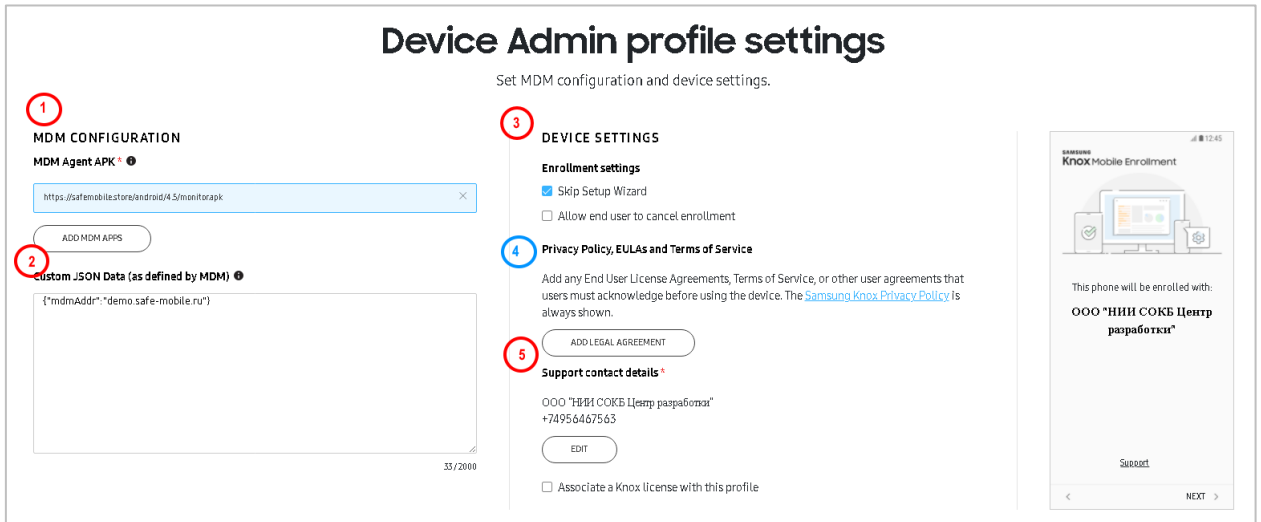 Device Admin profile settings
Set MDM configuration and device settings.
1
MDM CONFIGURATION
MDM Agent APK *
https://safemobile.store/android/4.5/monitor.apk
ADD MDM APPS
2
Custom JSON Data (as defined by MDM)
{"mdmAddr":"demo.safe-mobile.ru"}
33/2000
3
DEVICE SETTINGS
Enrollment settings
Skip Setup Wizard
Allow end user to cancel enrollment
4
Privacy Policy, EULAs and Terms of Service
Add any End User License Agreements, Terms of Service, or other user agreements that
users must acknowledge before using the device. The Samsung Knox Privacy Policy is
always shown.
ADD LEGAL AGREEMENT
5
Support contact details *
ООО "НИИ СОКБ Центр разработки"
+74956467563
EDIT
Associate a Knox license with this profile
12:45
SAMSUNG
Knox Mobile Enrollment
This phone will be enrolled with:
ООО "НИИ СОКБ Центр
разработки"
Support
NEXT